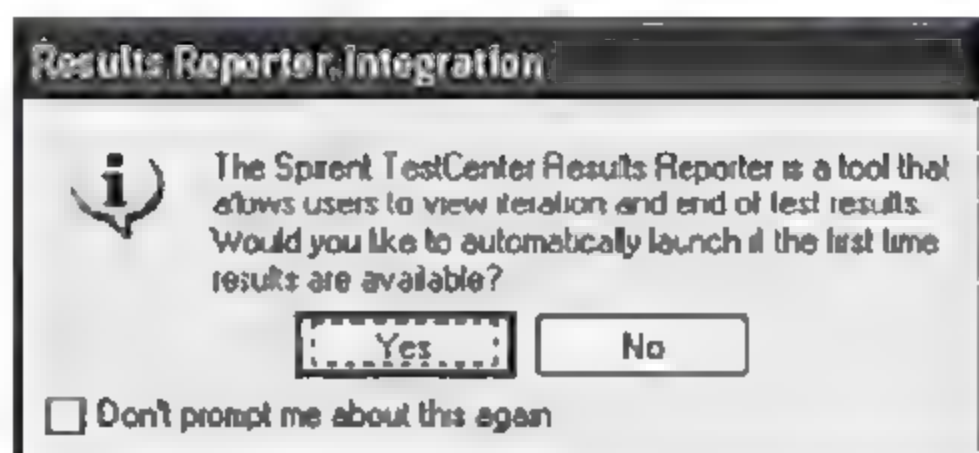 Results Reporter Integration
The Spirent TestCenter Results Reporter is a tool that
allows users to view iteration and end of test results.
Would you like to automatically launch it the first time
results are available?
Yes No
Don't prompt me about this again